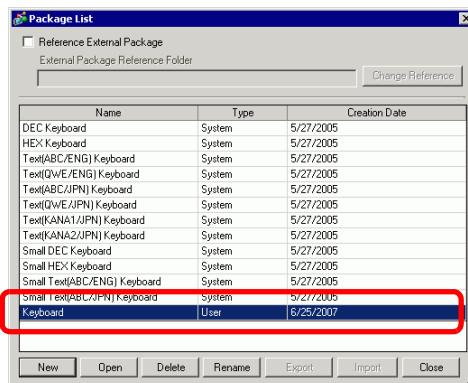 Package List
Reference External Package
External Package Reference Folder
Change Reference
Name Type Creation Date
DEC Keyboard System 5/27/2005
HEX Keyboard System 5/27/2005
Text(ABC/ENG) Keyboard System 5/27/2005
Text(QWE/ENG) Keyboard System 5/27/2005
Text(ABC/JPN) Keyboard System 5/27/2005
Text(QWE/JPN) Keyboard System 5/27/2005
Text(KANA1/JPN) Keyboard System 5/27/2005
Text(KANA2/JPN) Keyboard System 5/27/2005
Small DEC Keyboard System 5/27/2005
Small HEX Keyboard System 5/27/2005
Small Text(ABC/ENG) Keyboard System 5/27/2005
Small Text(ABC/JPN) Keyboard System 5/27/2005
Keyboard User 6/25/2007
New Open Delete Rename Export Import Close